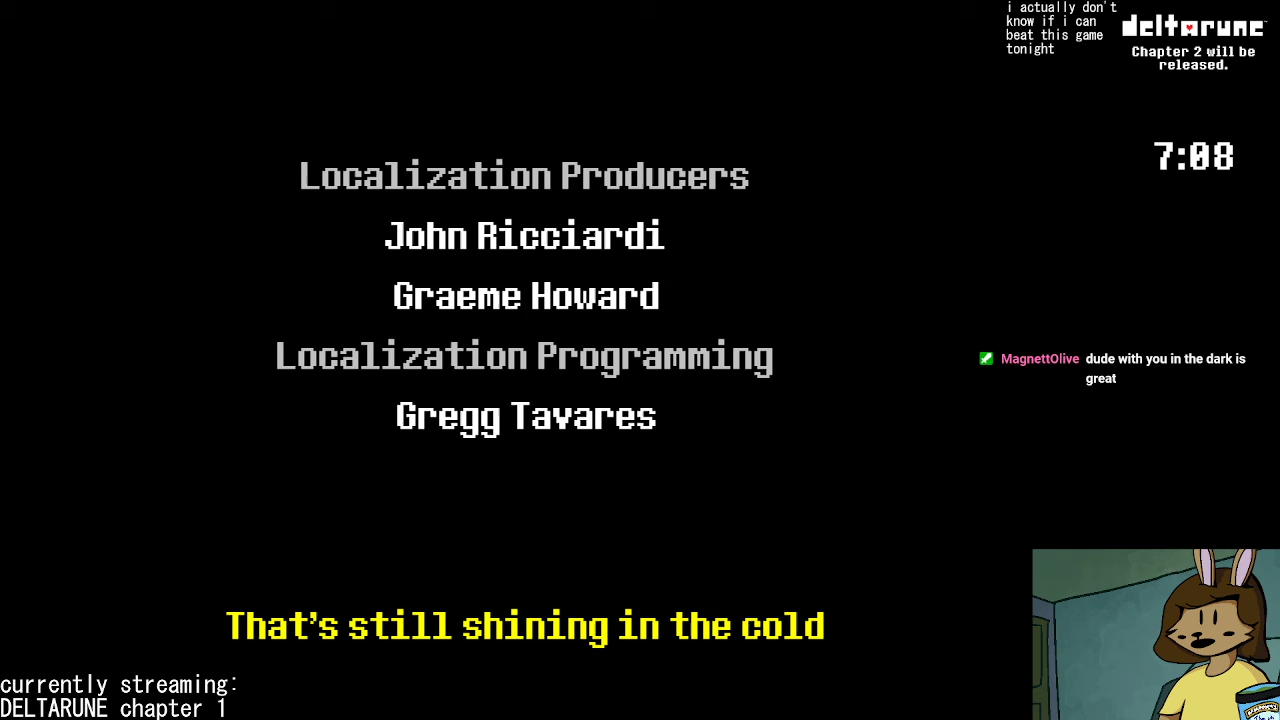 i actually don't
know if i can
beat this game
tonight
deltarune
Chapter 2 will be
released.
7:08
Localization Producers
John Ricciardi
Graeme Howard
Localization Programming
Gregg Tavares
MagnettOlive dude with you in the dark is
great
That's still shining in the cold
currently streaming:
DELTARUNE chapter 1